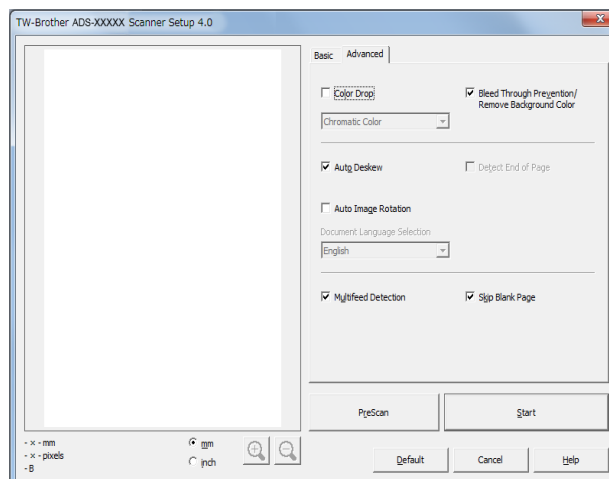 TW-Brother ADS-XXXXX Scanner Setup 4.0
Basic Advanced
Color Drop
Bleed Through Prevention/
Remove Background Color
Chromatic Color
Auto Deskew
Detect End of Page
Auto Image Rotation
Document Language Selection
English
Multifeed Detection
Skip Blank Page
PreScan
Start
- x - mm
- x - pixels
- B
mm
inch
Default
Cancel
Help